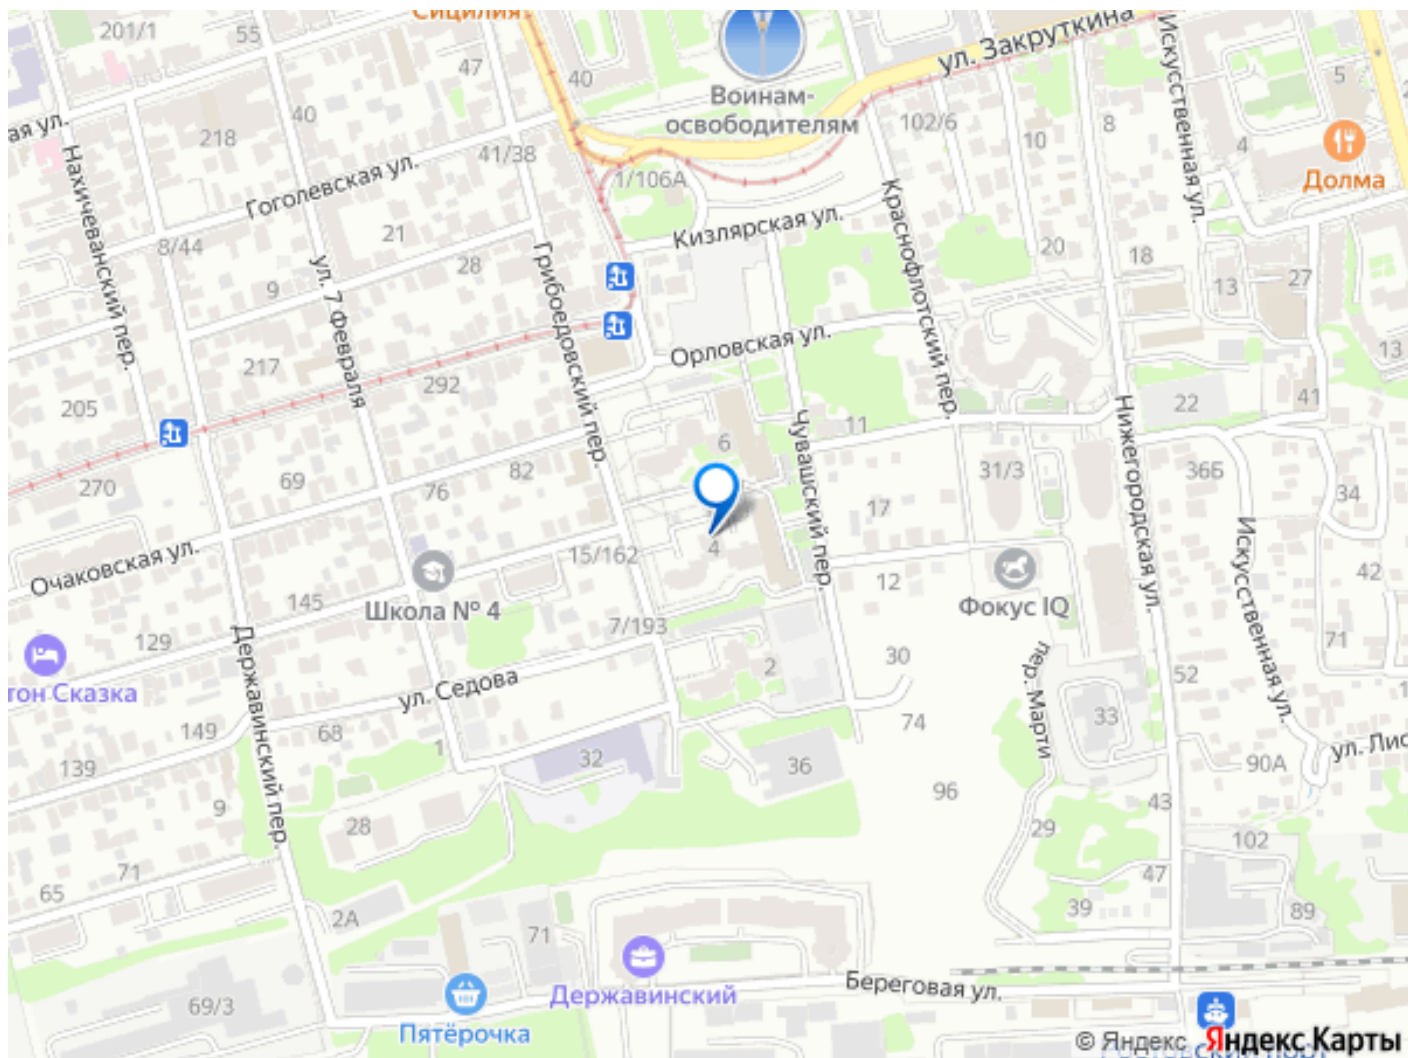 Сицилия
201/1
55
47
40
ул. Закруткина
Искусственная ул.
5
Воинам-
освободителям
102/6
10
8
4
40
218
41/38
1/106А
Долма
ая ул.
Нахичеванский пер.
Гоголевская ул.
Кизлярская ул.
Краснофлотский пер.
8/44
21
28
9
20
18
13
27
ул. 7 Февраля
Грибоедовский пер.
Орловская ул.
13
217
292
205
41
22
11
Чувашский пер.
Нижегородская ул.
6
82
69
270
76
31/3
36Б
34
17
Искусственная ул.
Очаковская ул.
15/162
4
12
42
Школа № 4
Фокус IQ
145
129
7/193
71
Державинский пер.
тон Сказка
ул. Седова
2
30
пер. Марти
52
149
68
1
74
33
ул. Лис
139
32
36
90А
9
96
43
28
29
102
71
65
47
39
89
2А
71
Державинский
Береговая ул.
69/3
Пятёрочка
© Яндекс Яндекс Карты